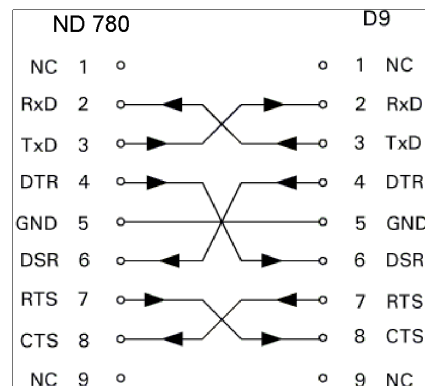 ND 780 D9
NC 1 1 NC
RxD 2 2 RxD
TxD 3 3 TxD
DTR 4 4 DTR
GND 5 5 GND
DSR 6 6 DSR
RTS 7 7 RTS
CTS 8 8 CTS
NC 9 9 NC